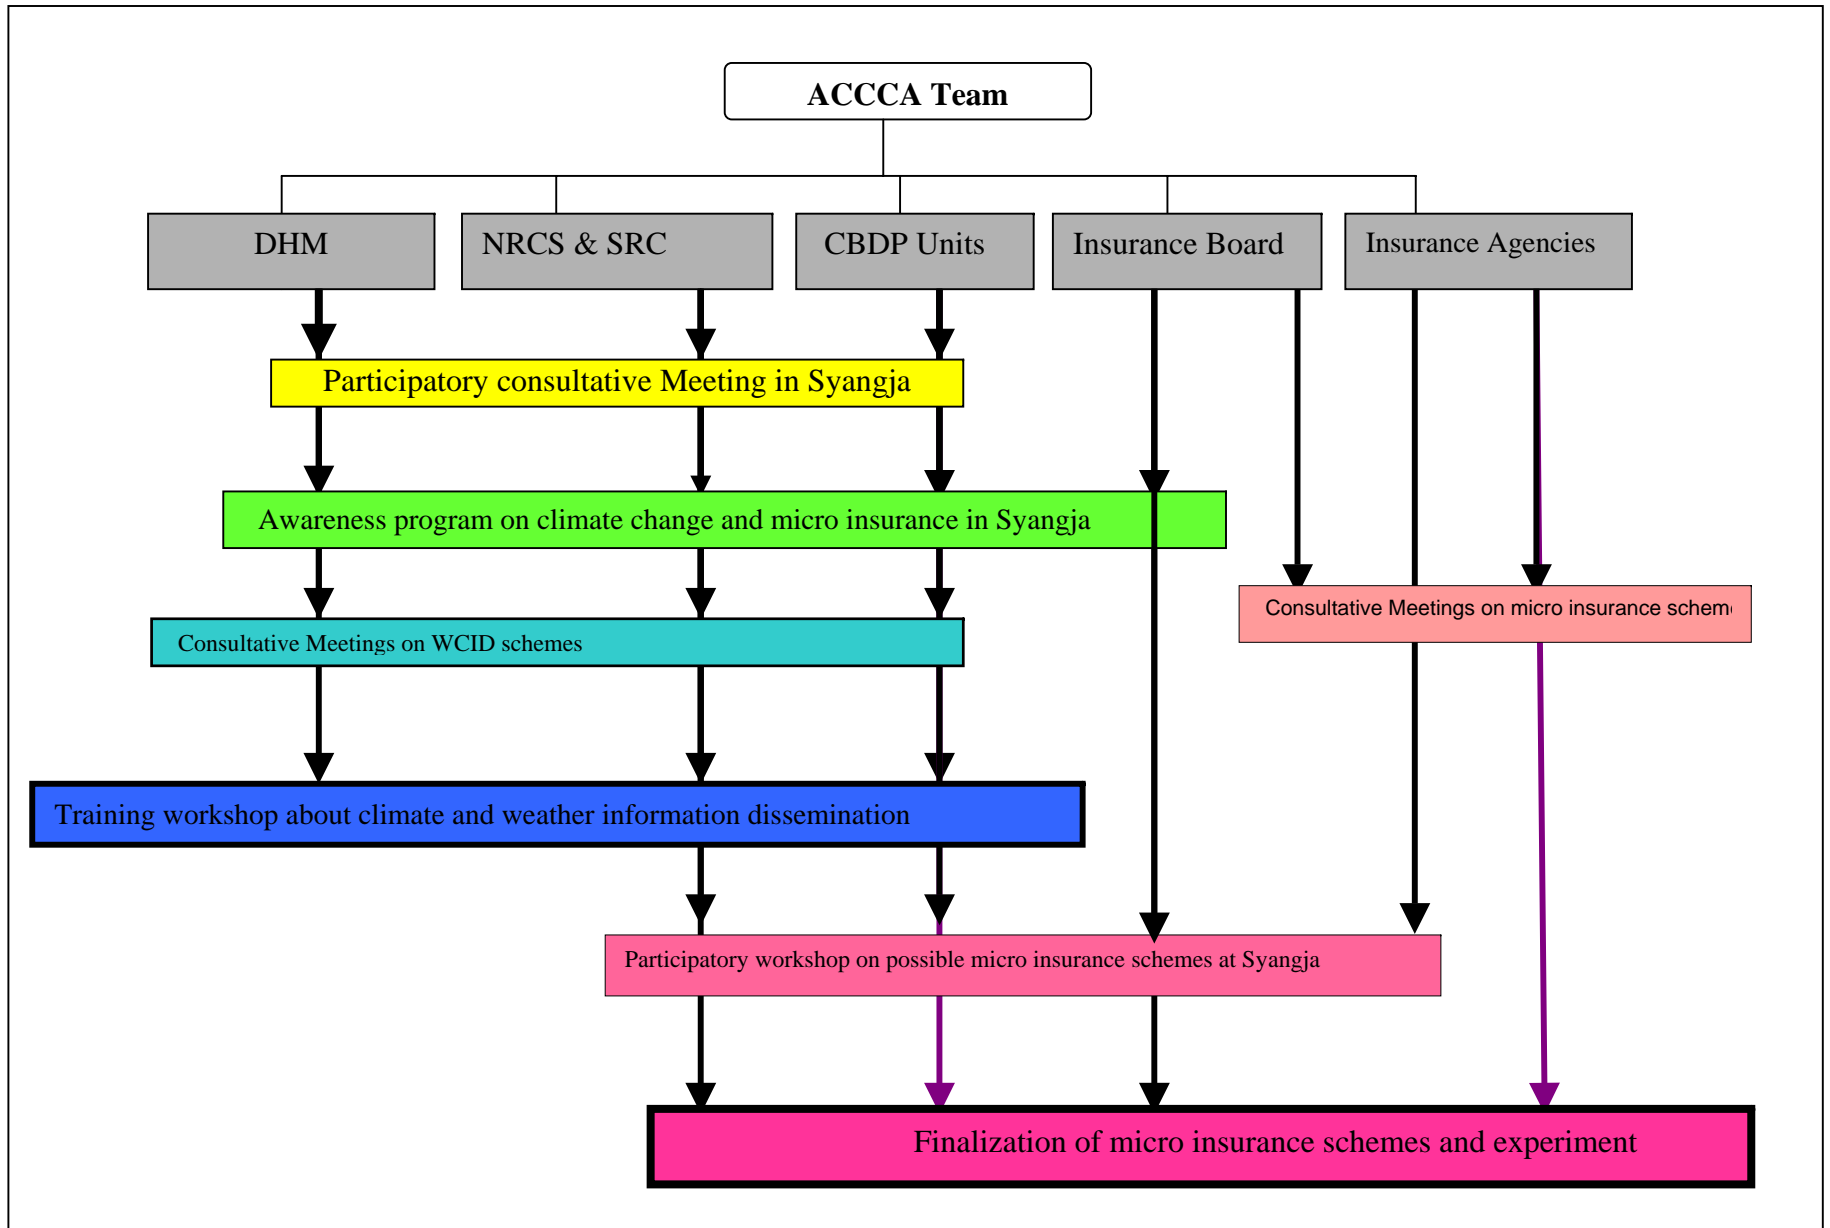 ACCCA Team
DHM
NRCS & SRC
CBDP Units
Insurance Board
Insurance Agencies
Participatory consultative Meeting in Syangja
Awareness program on climate change and micro insurance in Syangja
Consultative Meetings on micro insurance schem
Consultative Meetings on WCID schemes
Training workshop about climate and weather information dissemination
Participatory workshop on possible micro insurance schemes at Syangja
Finalization of micro insurance schemes and experiment